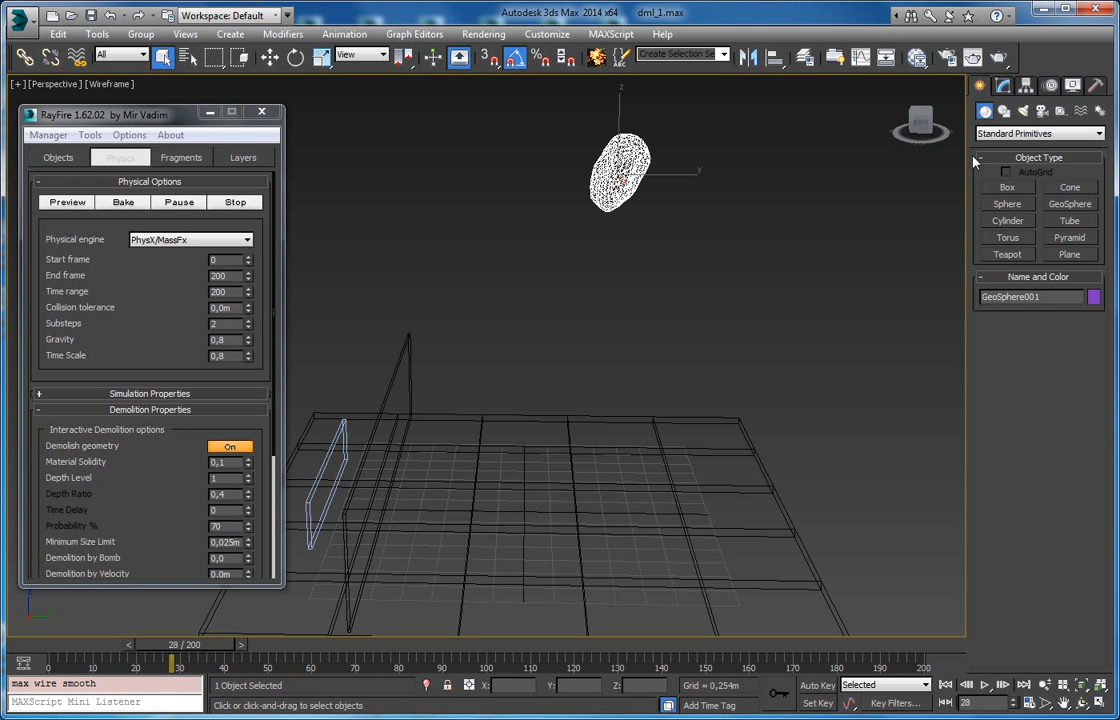 Autodesk 3ds Max 2014 x64 dml_1.max
Workspace: Default
Edit Tools Group Views Create Modifiers Animation Graph Editors Rendering Customize MAXScript Help
All View Create Selection Se
[+] [Perspective] [Wireframe]
RayFire 1.62.02 by Mir Vadim
Manager Tools Options About
Objects Physics Fragments Layers
Physical Options
Preview Bake Pause Stop
Physical engine PhysX/MassFx
Start frame 0
End frame 200
Time range 200
Collision tolerance 0,0m
Substeps 2
Gravity 0,8
Time Scale 0,8
+ Simulation Properties
- Demolition Properties
Interactive Demolition options
Demolish geometry On
Material Solidity 0,1
Depth Level 1
Depth Ratio 0,4
Time Delay 0
Probability % 70
Minimum Size Limit 0,025m
Demolition by Bomb 0,0
Demolition by Velocity 0,0m
z
y
RIGHT
Standard Primitives
- Object Type
AutoGrid
Box Cone
Sphere GeoSphere
Cylinder Tube
Torus Pyramid
Teapot Plane
- Name and Color
GeoSphere001
28 / 200
0 10 20 30 40 50 60 70 80 90 100 110 120 130 140 150 160 170 180 190 200
max wire smooth
MAXScript Mini Listener
1 Object Selected
Click or click-and-drag to select objects
X: Y: Z: Grid = 0,254m
Add Time Tag
Auto Key Selected
Set Key Key Filters...
28